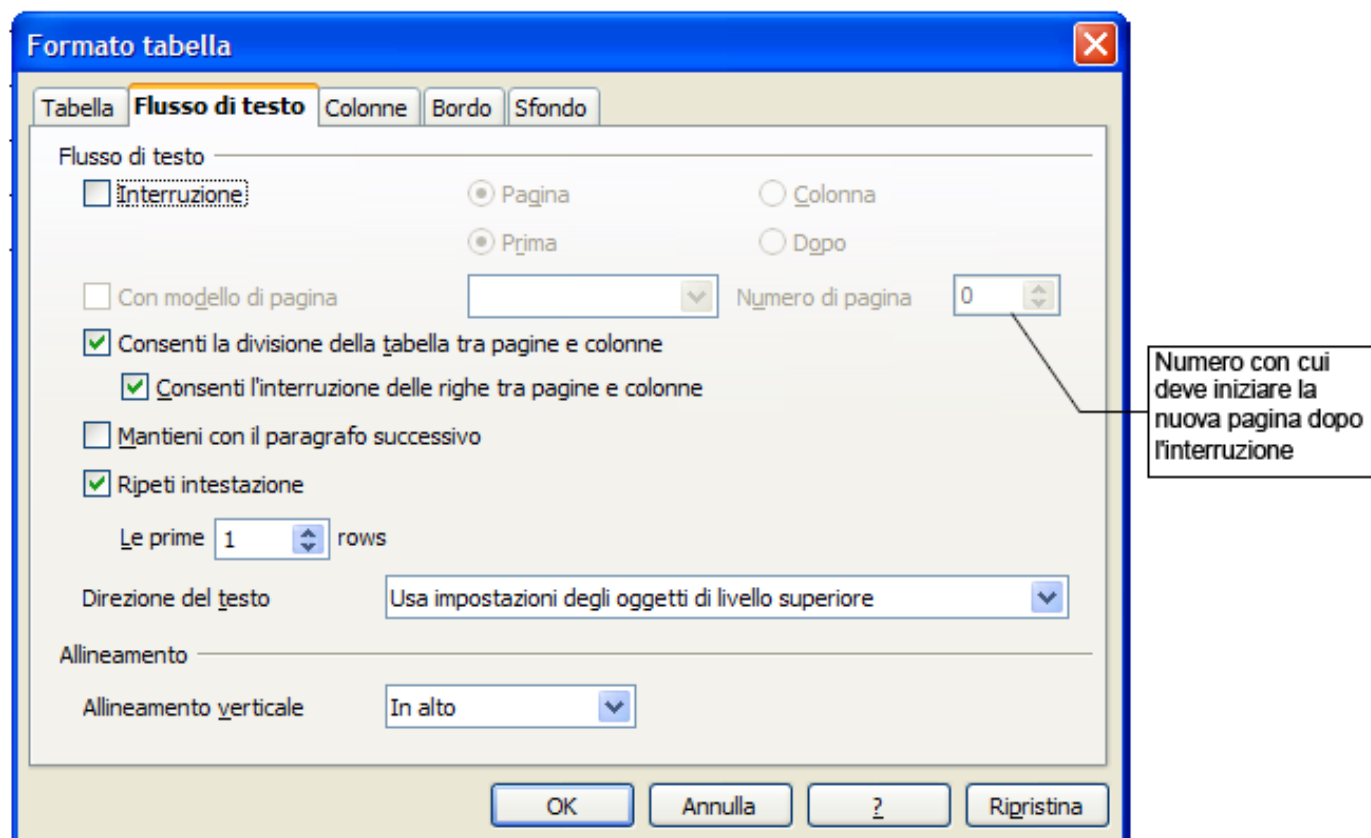 Formato tabella
Tabella Flusso di testo Colonne Bordo Sfondo
Flusso di testo
Interruzione Pagina Colonna
Prima Dopo
Con modello di pagina Numero di pagina 0
Consenti la divisione della tabella tra pagine e colonne
Consenti l'interruzione delle righe tra pagine e colonne
Mantieni con il paragrafo successivo
Ripeti intestazione
Le prime 1 rows
Direzione del testo Usa impostazioni degli oggetti di livello superiore
Allineamento
Allineamento verticale In alto
OK Annulla ? Ripristina
Numero con cui
deve iniziare la
nuova pagina dopo
l'interruzione